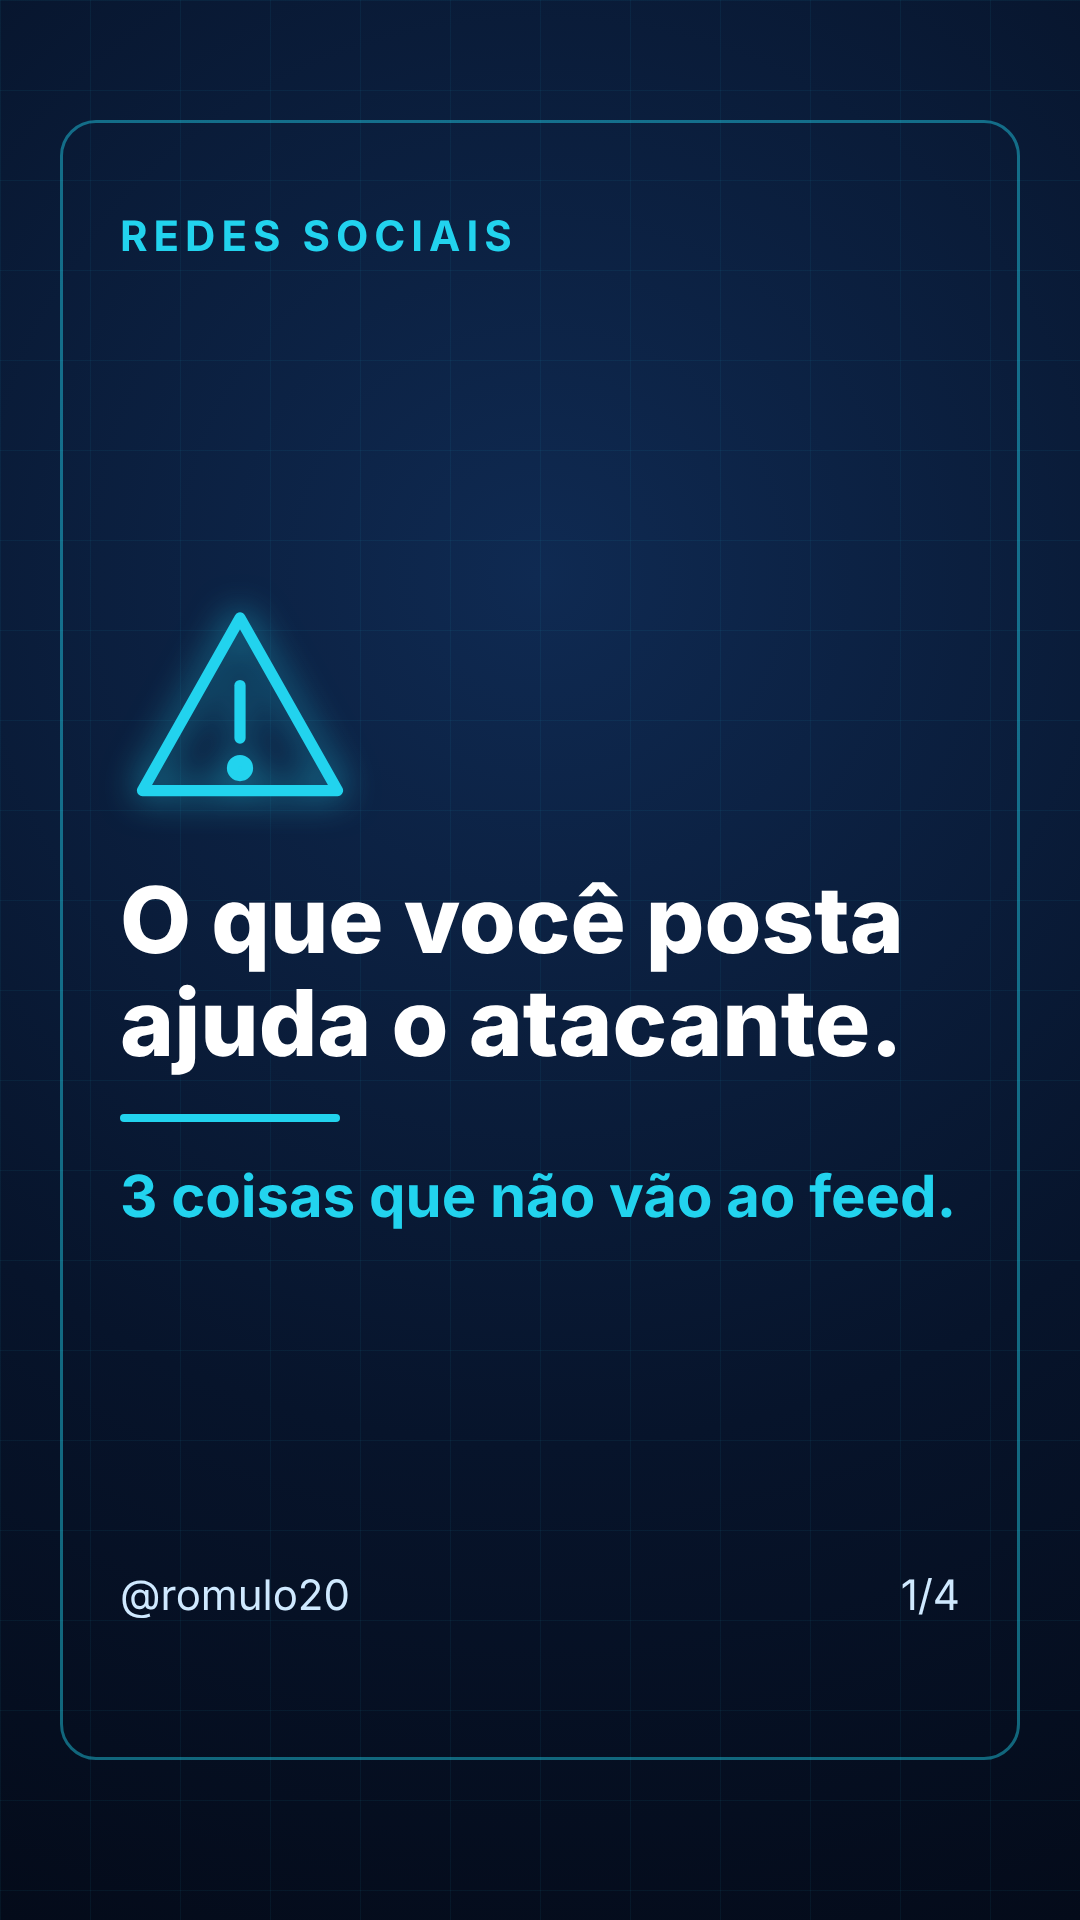 REDES SOCIAIS
O que você posta
ajuda o atacante.
3 coisas que não vão ao feed.
@romulo20
1/4